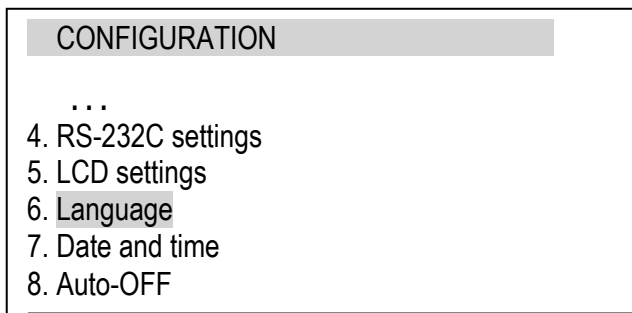 CONFIGURATION
...
4. RS-232C settings
5. LCD settings
6. Language
7. Date and time
8. Auto-OFF